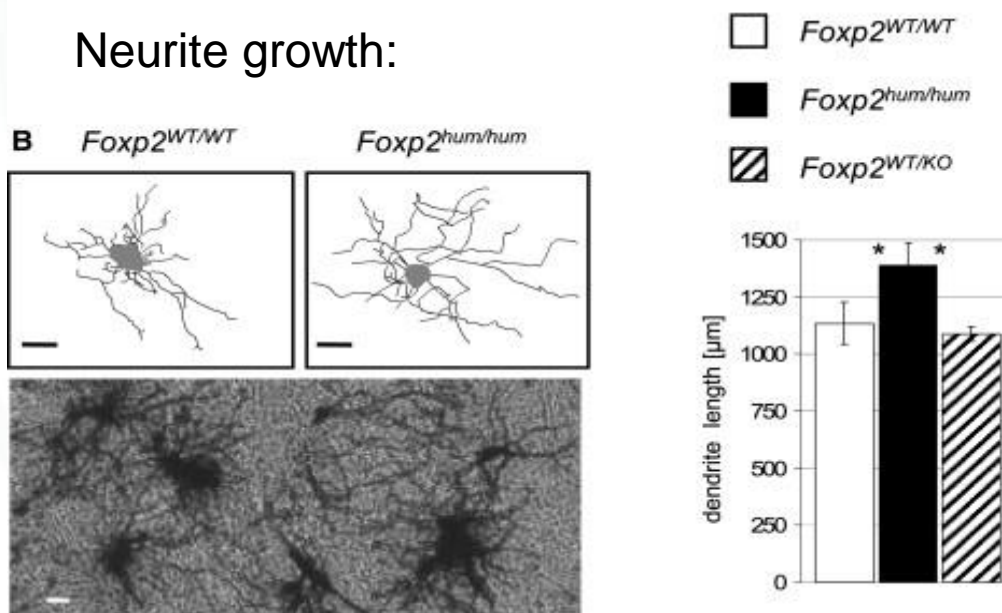 Neurite growth:
B Foxp2WT/WT Foxp2hum/hum
Foxp2WT/WT
Foxp2hum/hum
Foxp2WT/KO
dendrite length [µm]
1500
1250
1000
750
500
250
0
* *